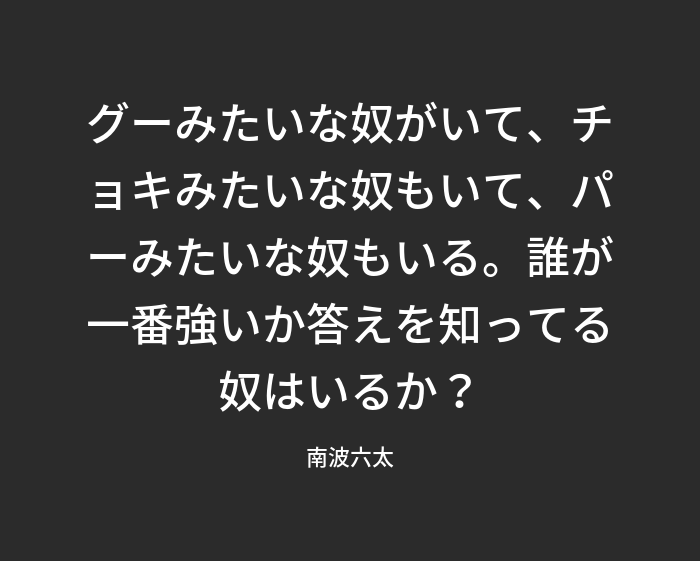 グーみたいな奴がいて、チ
ョキみたいな奴もいて、パ
ーみたいな奴もいる。誰が
一番強いか答えを知ってる
奴はいるか？
南波六太